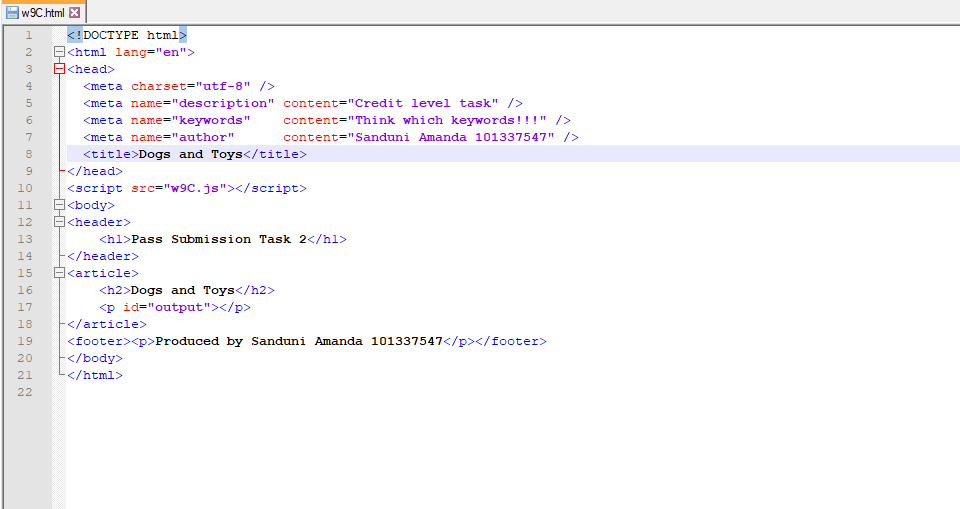 w9C.html
1 <!DOCTYPE html>
2 <html lang="en">
3 <head>
4   <meta charset="utf-8" />
5   <meta name="description" content="Credit level task" />
6   <meta name="keywords"    content="Think which keywords!!!" />
7   <meta name="author"      content="Sanduni Amanda 101337547" />
8   <title>Dogs and Toys</title>
9 </head>
10 <script src="w9C.js"></script>
11 <body>
12 <header>
13     <h1>Pass Submission Task 2</h1>
14 </header>
15 <article>
16     <h2>Dogs and Toys</h2>
17     <p id="output"></p>
18 </article>
19 <footer><p>Produced by Sanduni Amanda 101337547</p></footer>
20 </body>
21 </html>
22